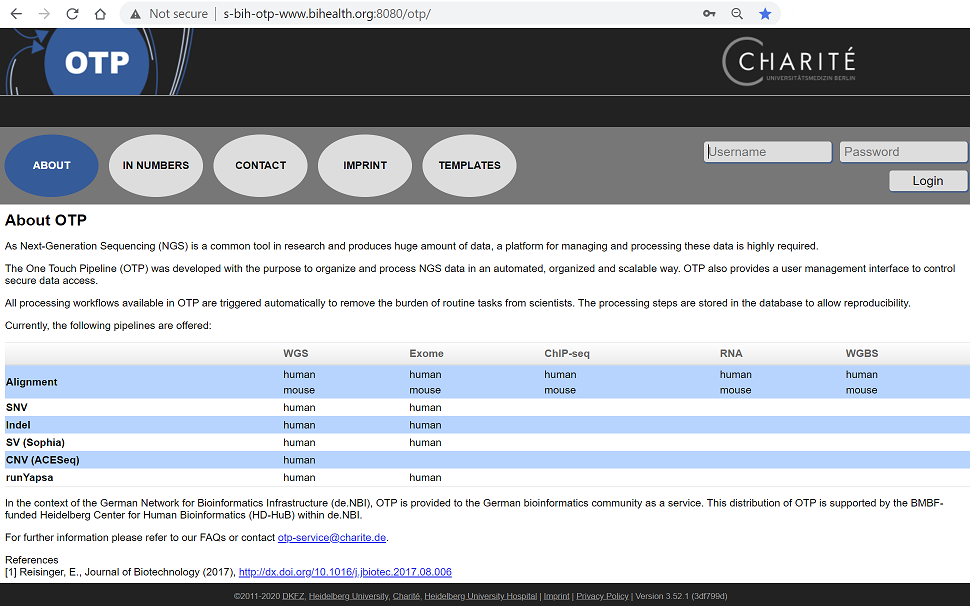 Not secure | s-bih-otp-www.bihealth.org:8080/otp/
OTP
CHARITÉ
UNIVERSITÄTSMEDIZIN BERLIN
ABOUT IN NUMBERS CONTACT IMPRINT TEMPLATES
Username Password
Login
About OTP
As Next-Generation Sequencing (NGS) is a common tool in research and produces huge amount of data, a platform for managing and processing these data is highly required.
The One Touch Pipeline (OTP) was developed with the purpose to organize and process NGS data in an automated, organized and scalable way. OTP also provides a user management interface to control
secure data access.
All processing workflows available in OTP are triggered automatically to remove the burden of routine tasks from scientists. The processing steps are stored in the database to allow reproducibility.
Currently, the following pipelines are offered:
WGS Exome ChIP-seq RNA WGBS
Alignment human human human human human
mouse mouse mouse mouse mouse
SNV human human
Indel human human
SV (Sophia) human human
CNV (ACESeq) human
runYapsa human human
In the context of the German Network for Bioinformatics Infrastructure (de.NBI), OTP is provided to the German bioinformatics community as a service. This distribution of OTP is supported by the BMBF-
funded Heidelberg Center for Human Bioinformatics (HD-HuB) within de.NBI.
For further information please refer to our FAQs or contact otp-service@charite.de.
References
[1] Reisinger, E., Journal of Biotechnology (2017), http://dx.doi.org/10.1016/j.jbiotec.2017.08.006
©2011-2020 DKFZ, Heidelberg University, Charité, Heidelberg University Hospital | Imprint | Privacy Policy | Version 3.52.1 (3df799d)